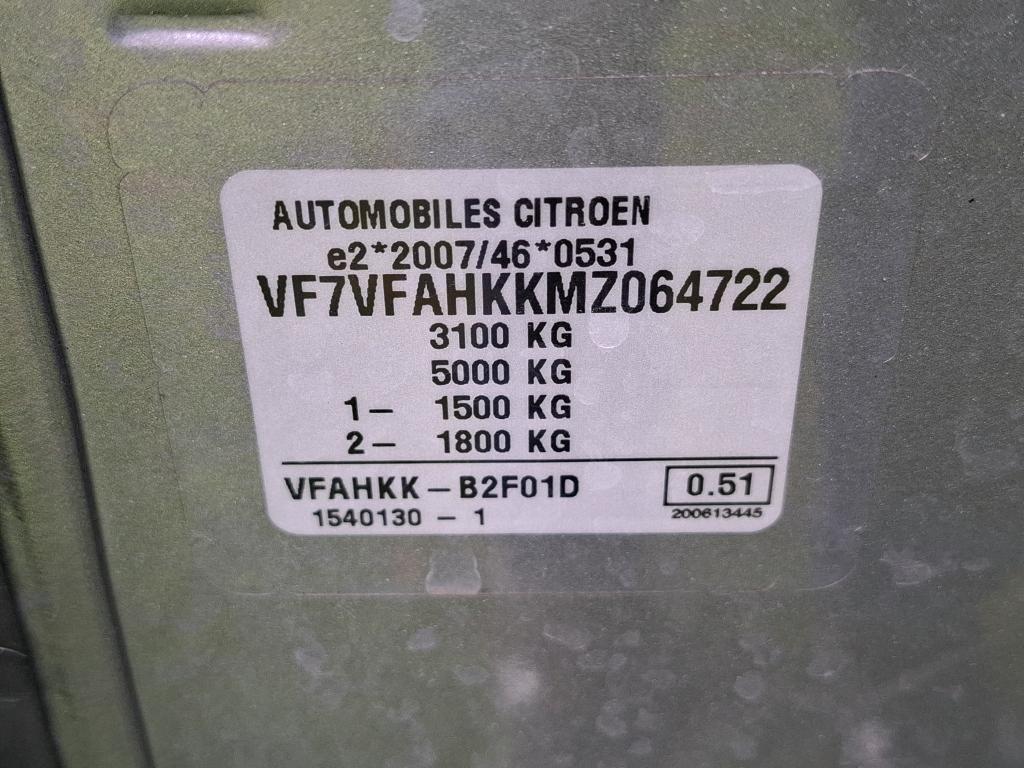 AUTOMOBILES CITROEN
e2*2007/46*0531
VF7VFAHKKMZ064722
3100 KG
5000 KG
1- 1500 KG
2- 1800 KG
VFAHKK-B2F01D 0.51
1540130 - 1 200613445